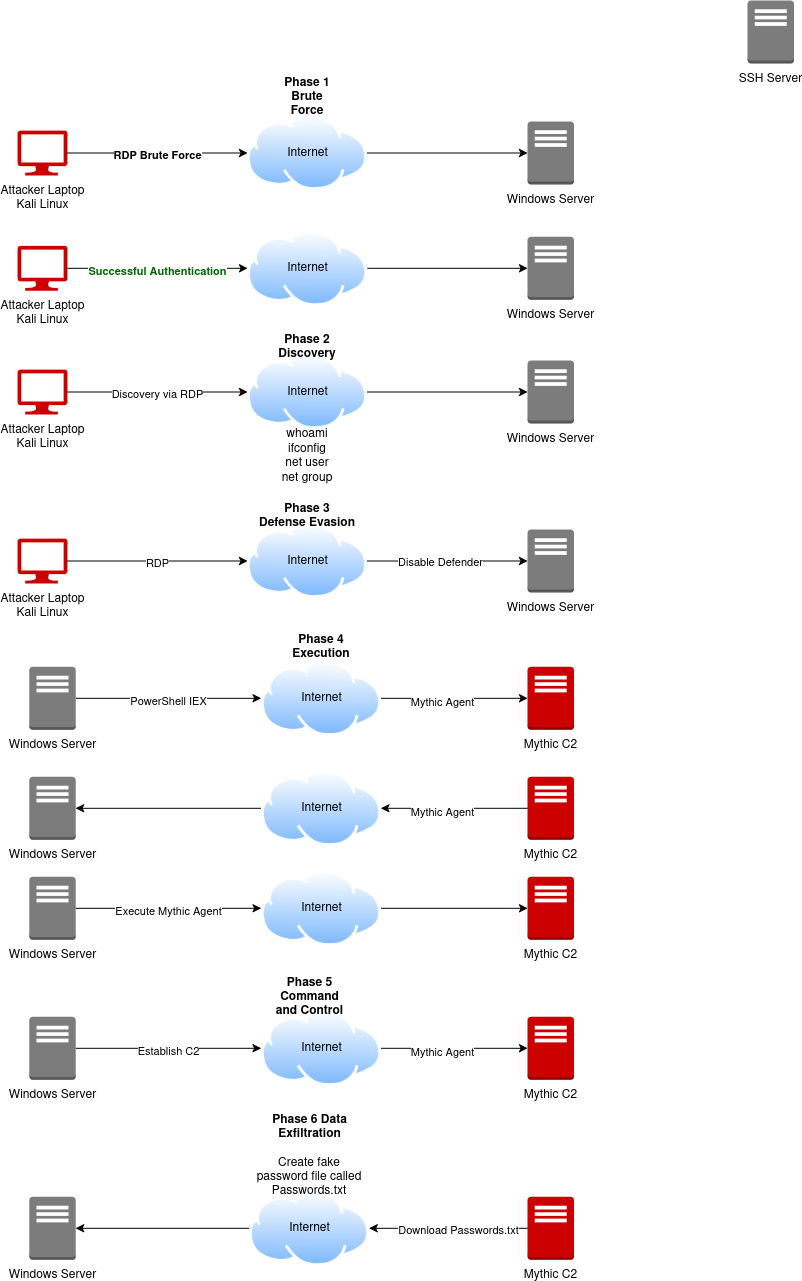 SSH Server
Phase 1
Brute
Force
RDP Brute Force
Internet
Attacker Laptop
Kali Linux
Windows Server
Successful Authentication
Internet
Attacker Laptop
Kali Linux
Windows Server
Phase 2
Discovery
Discovery via RDP
Internet
Attacker Laptop
Kali Linux
Windows Server
whoami
ifconfig
net user
net group
Phase 3
Defense Evasion
RDP
Internet
Disable Defender
Attacker Laptop
Kali Linux
Windows Server
Phase 4
Execution
PowerShell IEX
Internet
Mythic Agent
Windows Server
Mythic C2
Internet
Mythic Agent
Windows Server
Mythic C2
Execute Mythic Agent
Internet
Windows Server
Mythic C2
Phase 5
Command
and Control
Establish C2
Internet
Mythic Agent
Windows Server
Mythic C2
Phase 6 Data
Exfiltration
Create fake
password file called
Passwords.txt
Internet
Download Passwords.txt
Windows Server
Mythic C2